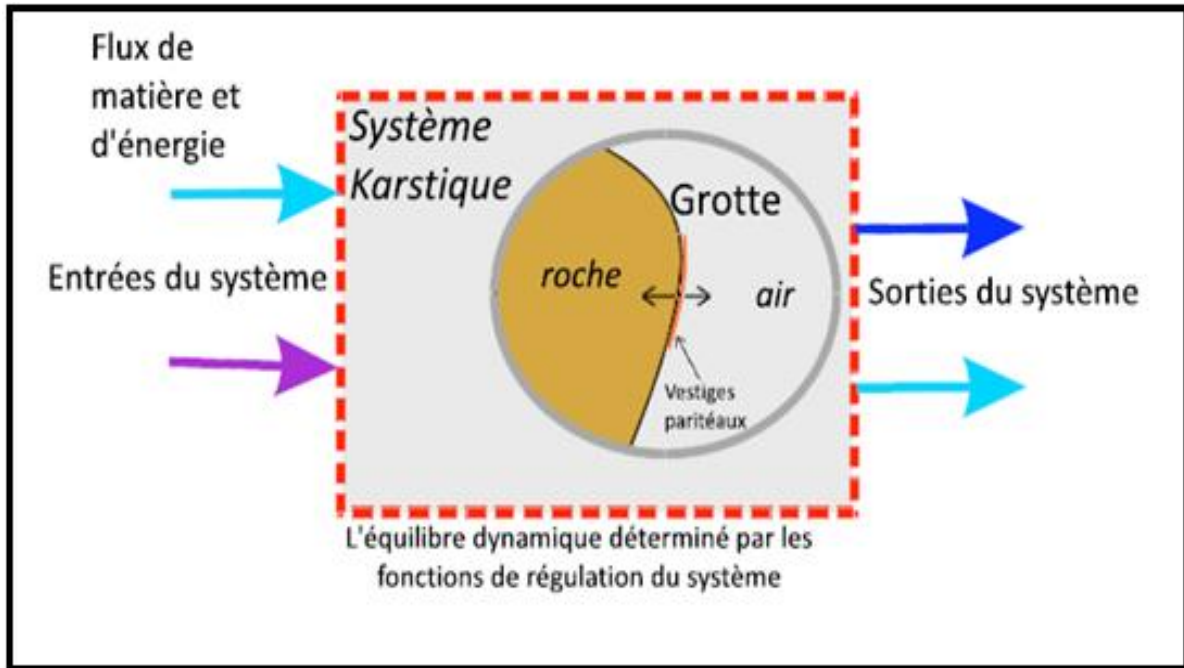 Flux de
matière et
d'énergie
Système
Karstique
Grotte
roche
air
Entrées du système
Sorties du système
Vestiges
paritéaux
L'équilibre dynamique déterminé par les
fonctions de régulation du système